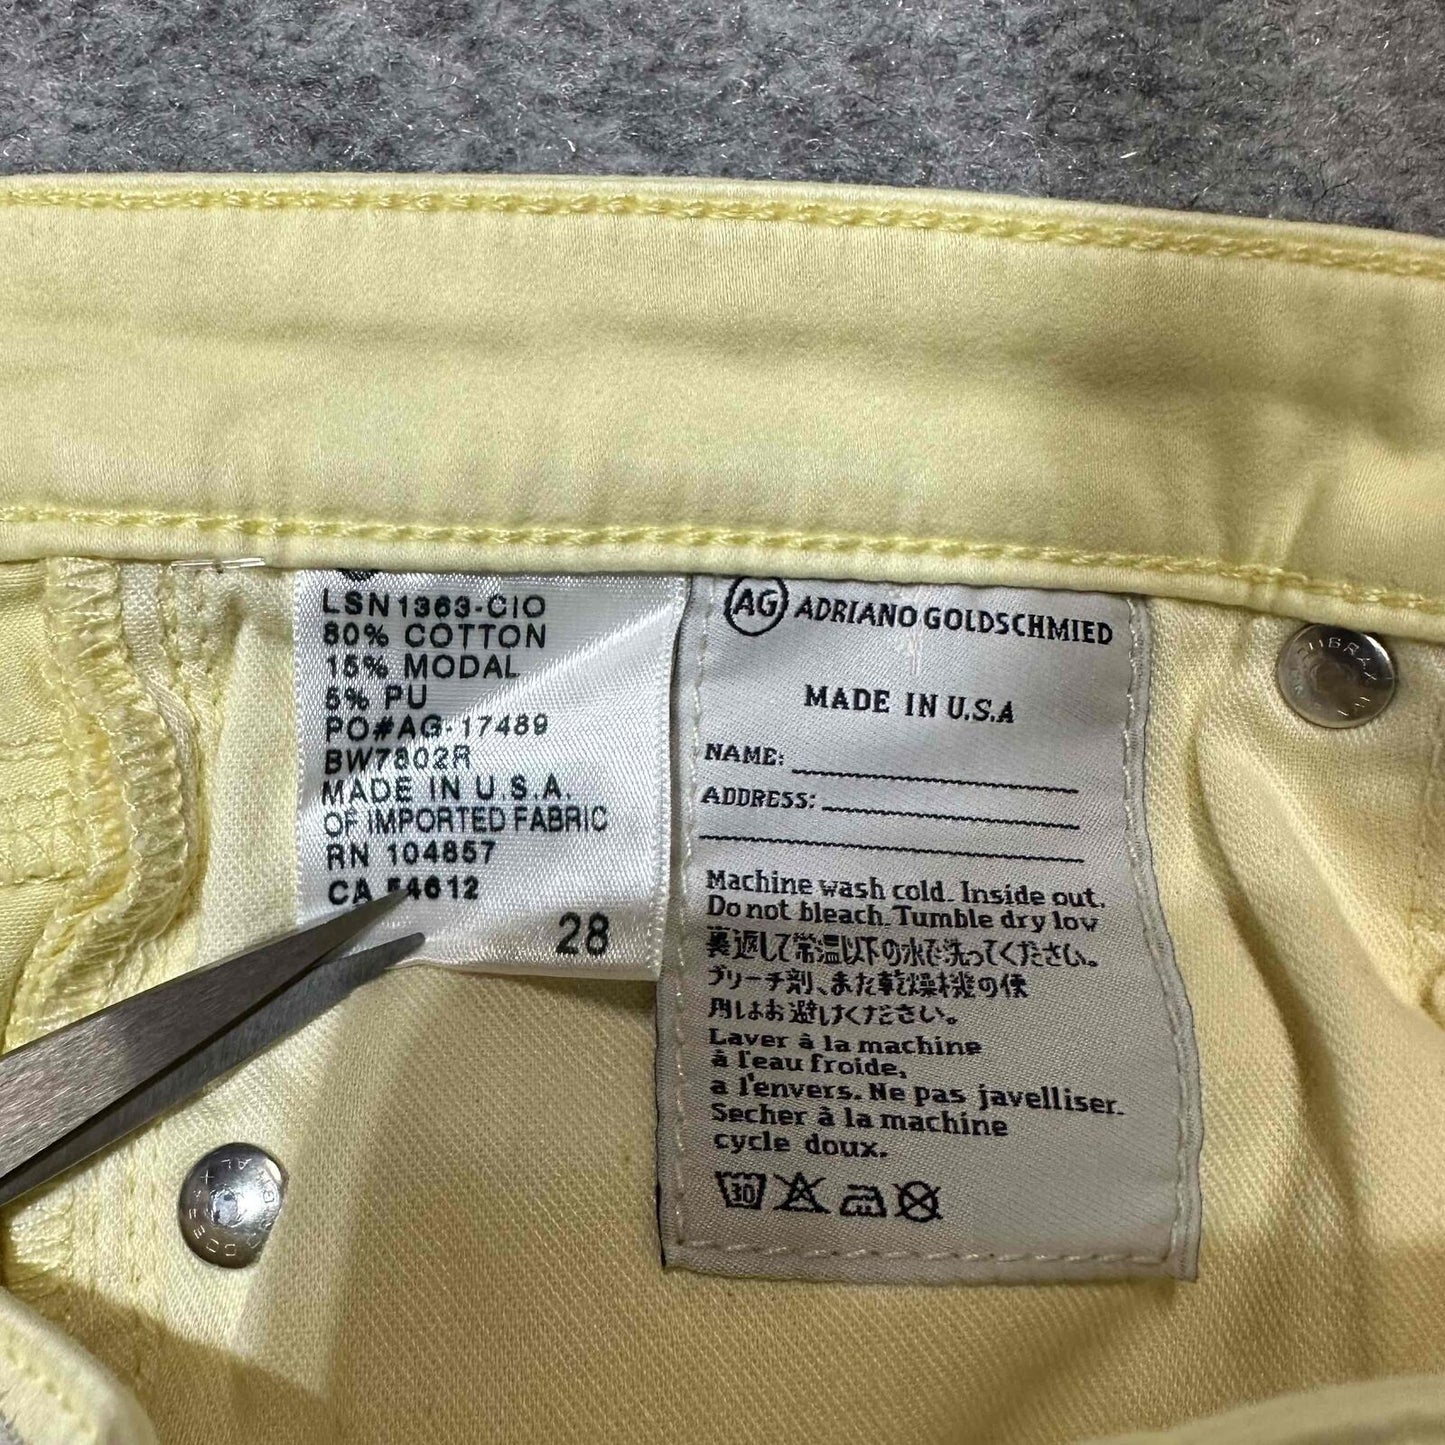 LSN1363-CIO
80% COTTON
15% MODAL
5% PU
PO#AG-17489
BW7802R
MADE IN U.S.A.
OF IMPORTED FABRIC
RN 104857
CA 54612
28
AG ADRIANO GOLDSCHMIED
MADE IN U.S.A
NAME:
ADDRESS:
Machine wash cold. Inside out.
Do not bleach. Tumble dry low
裏返して常温以下の水で洗ってください。
ブリーチ剤、また乾燥機の使
用はお避けください。
Laver à la machine
à l'eau froide,
a l'envers. Ne pas javelliser.
Secher à la machine
cycle doux.
30